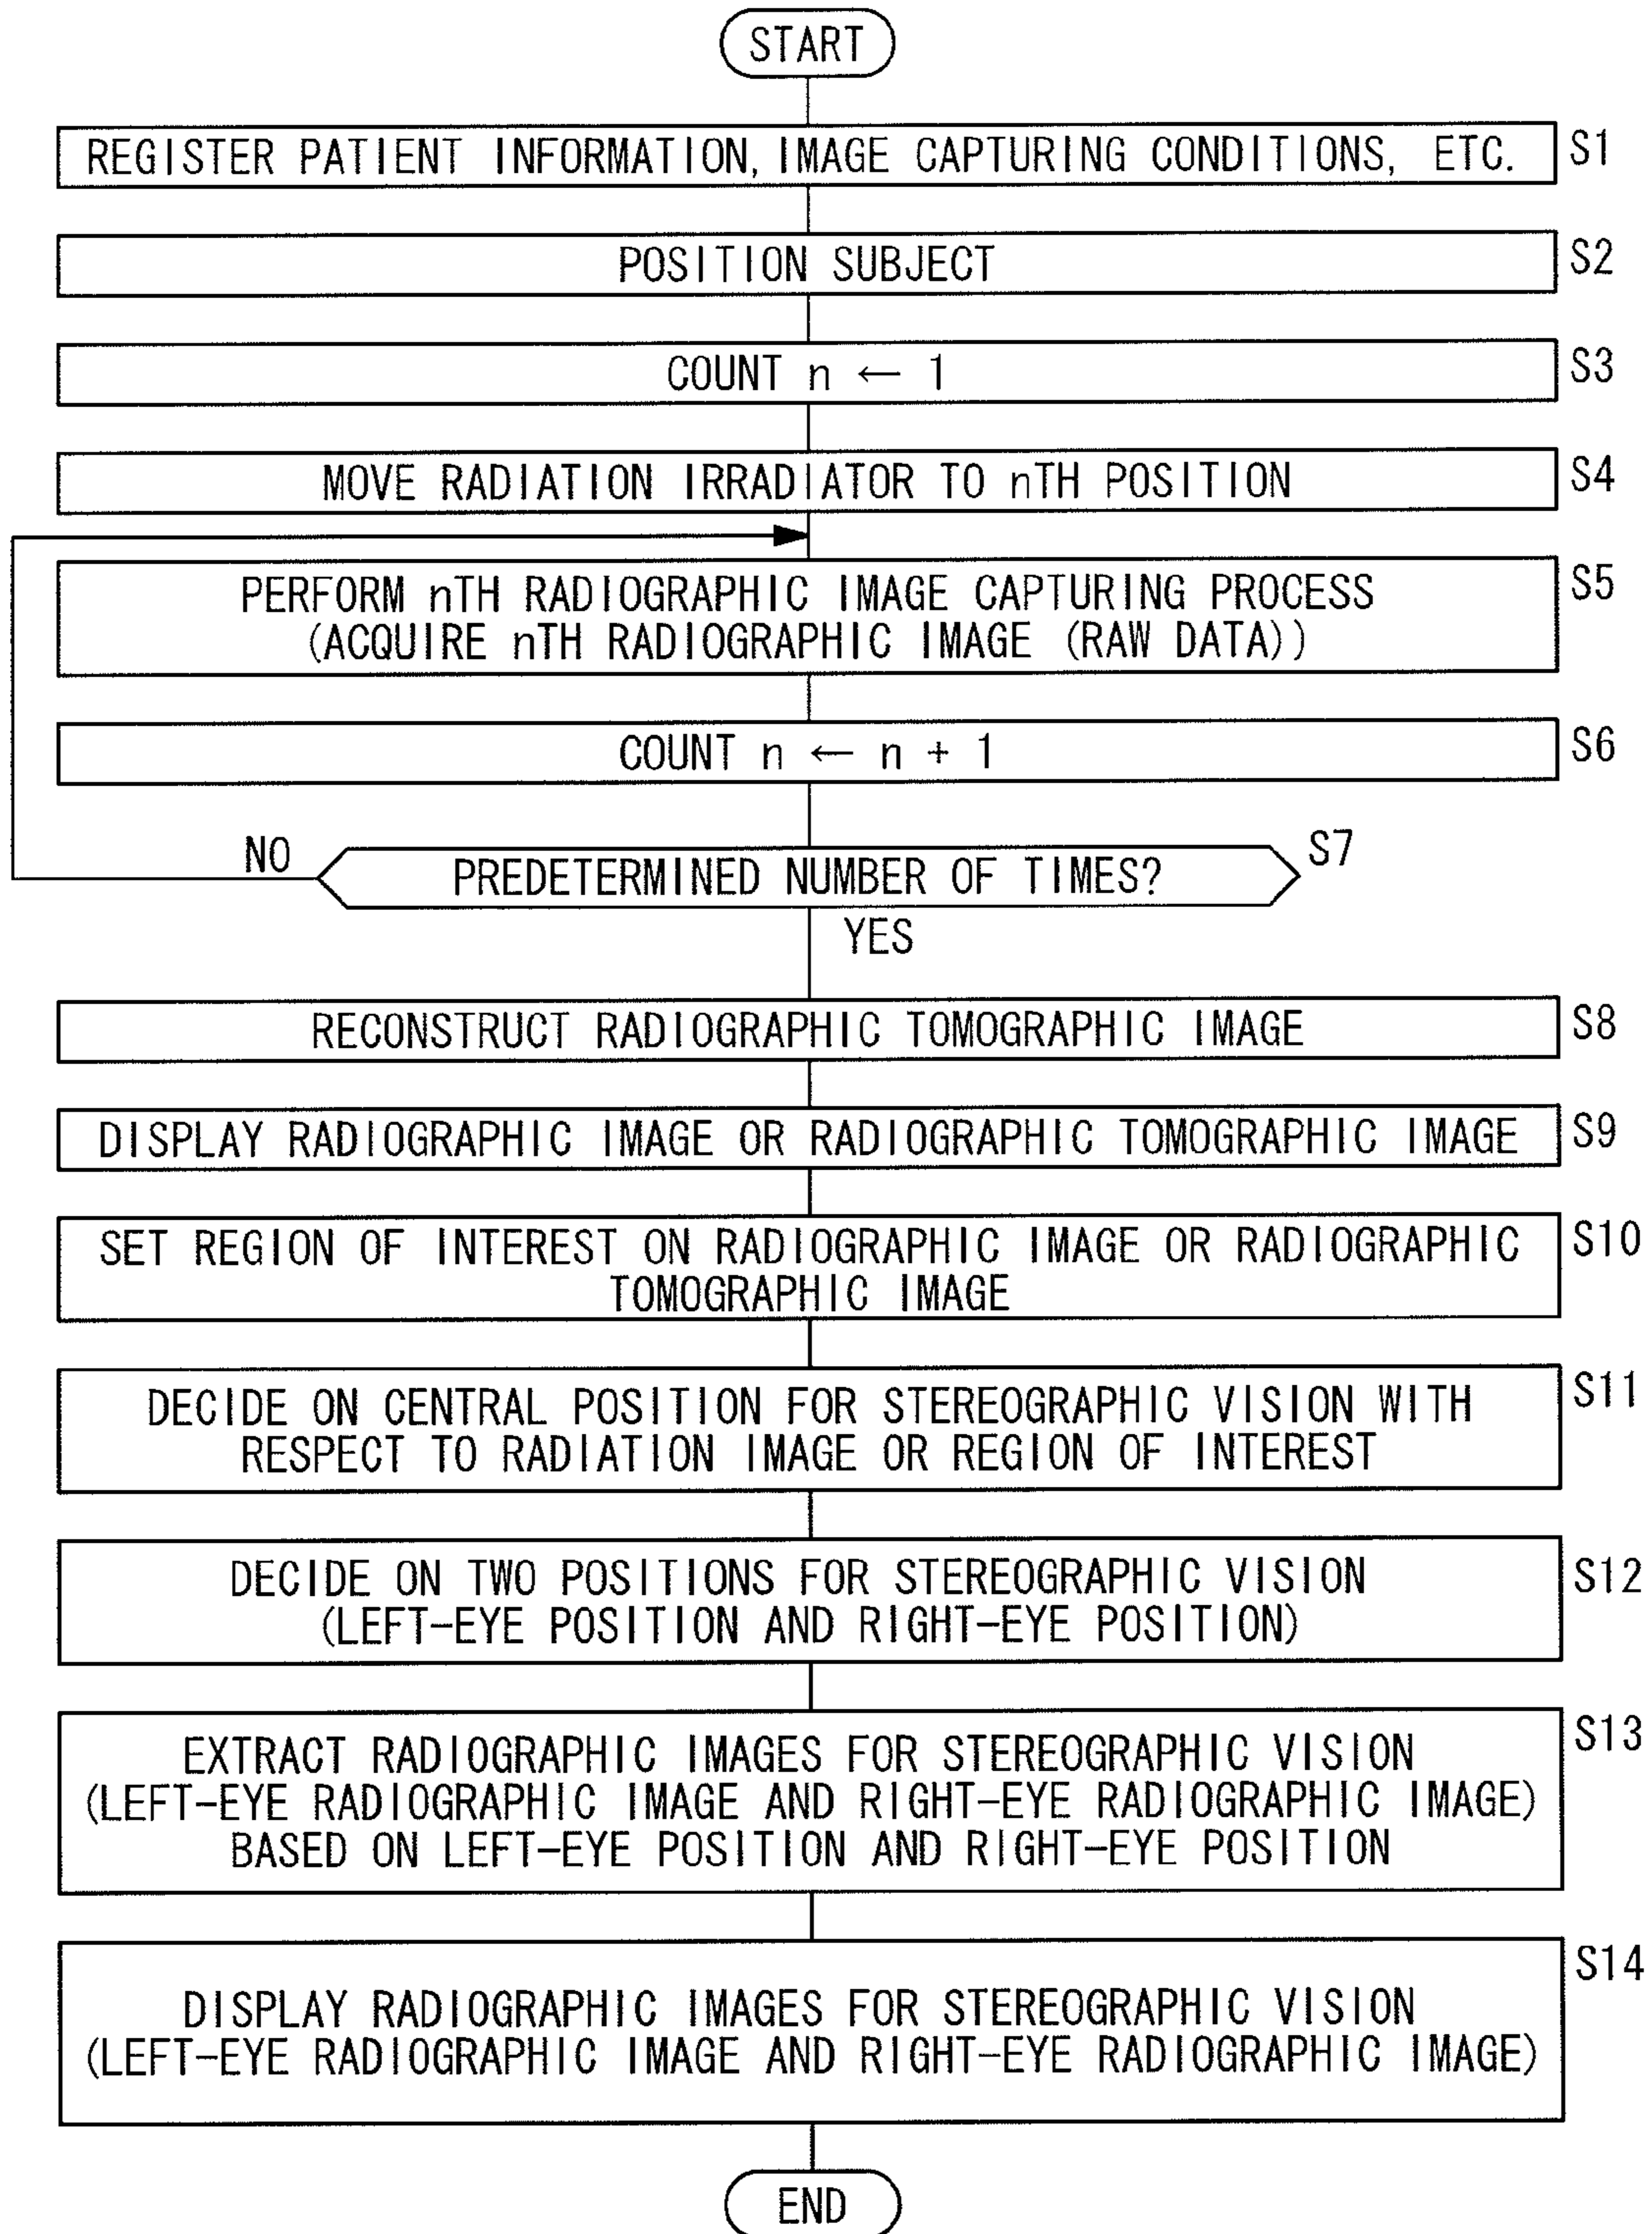 START
REGISTER PATIENT INFORMATION, IMAGE CAPTURING CONDITIONS, ETC. S1
POSITION SUBJECT S2
COUNT n ← 1 S3
MOVE RADIATION IRRADIATOR TO nTH POSITION S4
PERFORM nTH RADIOGRAPHIC IMAGE CAPTURING PROCESS S5
(ACQUIRE nTH RADIOGRAPHIC IMAGE (RAW DATA))
COUNT n ← n + 1 S6
NO PREDETERMINED NUMBER OF TIMES? S7
YES
RECONSTRUCT RADIOGRAPHIC TOMOGRAPHIC IMAGE S8
DISPLAY RADIOGRAPHIC IMAGE OR RADIOGRAPHIC TOMOGRAPHIC IMAGE S9
SET REGION OF INTEREST ON RADIOGRAPHIC IMAGE OR RADIOGRAPHIC S10
TOMOGRAPHIC IMAGE
DECIDE ON CENTRAL POSITION FOR STEREOGRAPHIC VISION WITH S11
RESPECT TO RADIATION IMAGE OR REGION OF INTEREST
DECIDE ON TWO POSITIONS FOR STEREOGRAPHIC VISION S12
(LEFT-EYE POSITION AND RIGHT-EYE POSITION)
EXTRACT RADIOGRAPHIC IMAGES FOR STEREOGRAPHIC VISION S13
(LEFT-EYE RADIOGRAPHIC IMAGE AND RIGHT-EYE RADIOGRAPHIC IMAGE)
BASED ON LEFT-EYE POSITION AND RIGHT-EYE POSITION
DISPLAY RADIOGRAPHIC IMAGES FOR STEREOGRAPHIC VISION S14
(LEFT-EYE RADIOGRAPHIC IMAGE AND RIGHT-EYE RADIOGRAPHIC IMAGE)
END